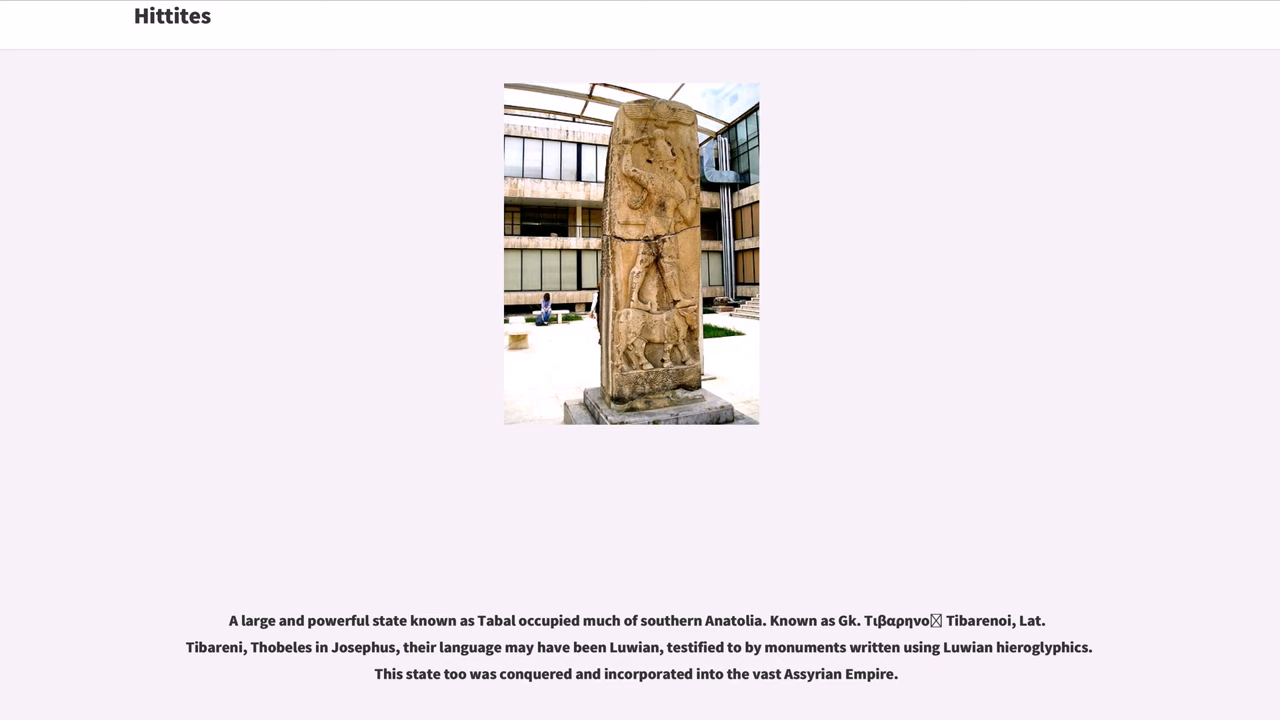 Hittites
A large and powerful state known as Tabal occupied much of southern Anatolia. Known as Gk. Τιβαρηνο Tibarenoi, Lat.
Tibareni, Thobeles in Josephus, their language may have been Luwian, testified to by monuments written using Luwian hieroglyphics.
This state too was conquered and incorporated into the vast Assyrian Empire.